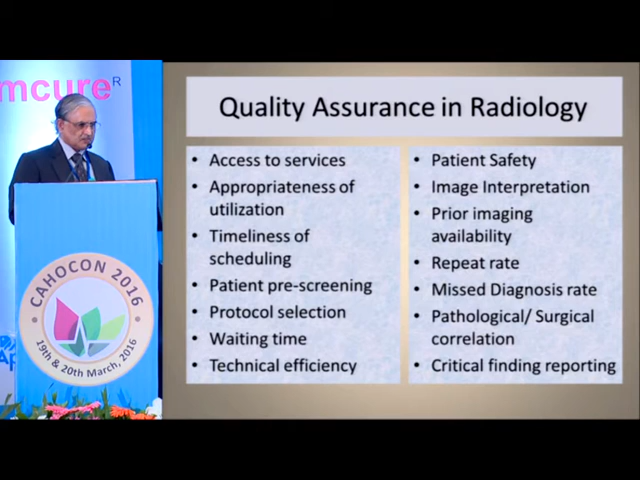 mcureR
CAHOCON 2016
19th & 20th March, 2016
Quality Assurance in Radiology
• Access to services
• Appropriateness of
utilization
• Timeliness of
scheduling
• Patient pre-screening
• Protocol selection
• Waiting time
• Technical efficiency
• Patient Safety
• Image Interpretation
• Prior imaging
availability
• Repeat rate
• Missed Diagnosis rate
• Pathological/ Surgical
correlation
• Critical finding reporting